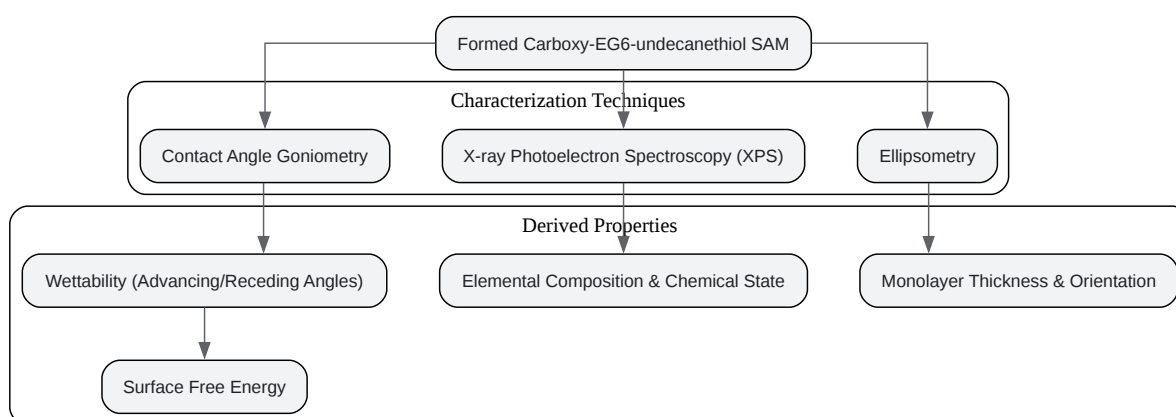 Formed Carboxy-EG6-undecanethiol SAM
Characterization Techniques
Contact Angle Goniometry
X-ray Photoelectron Spectroscopy (XPS)
Ellipsometry
Derived Properties
Wettability (Advancing/Receding Angles)
Elemental Composition & Chemical State
Monolayer Thickness & Orientation
Surface Free Energy